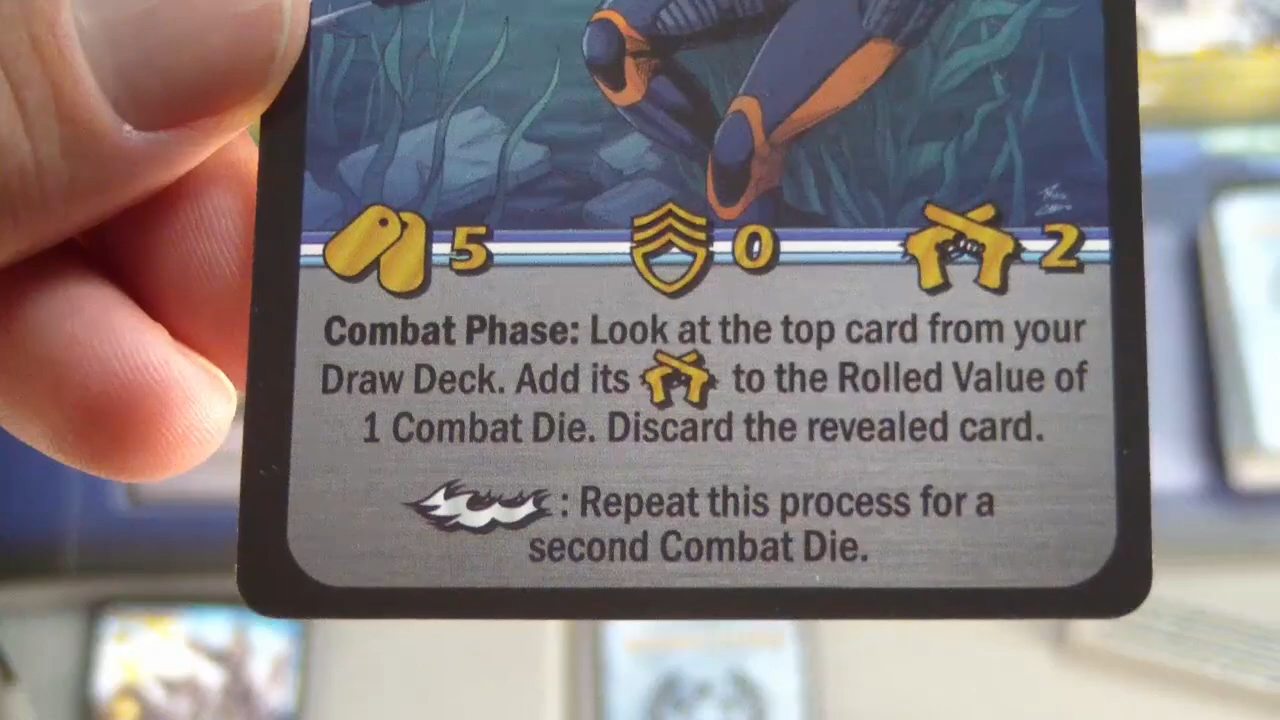 5 0 2
Combat Phase: Look at the top card from your
Draw Deck. Add its to the Rolled Value of
1 Combat Die. Discard the revealed card.
: Repeat this process for a
second Combat Die.